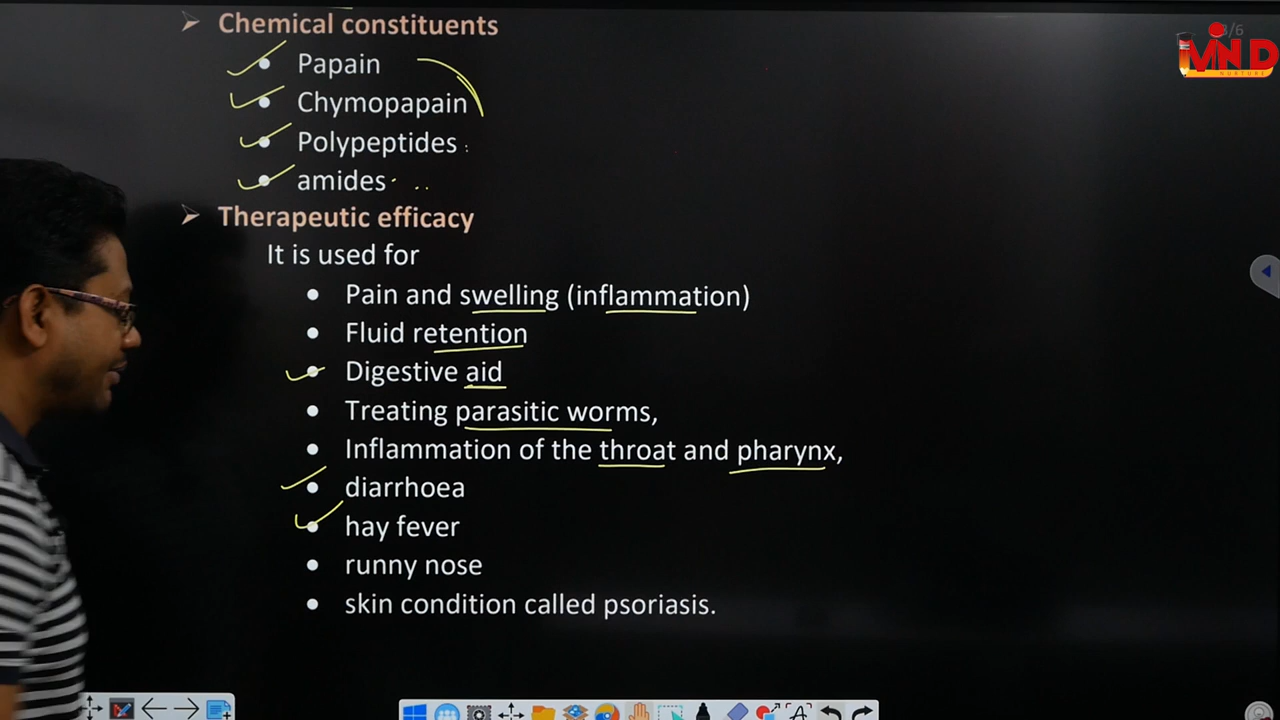 ➤ Chemical constituents
• Papain
• Chymopapain
• Polypeptides
• amides
➤ Therapeutic efficacy
It is used for
• Pain and swelling (inflammation)
• Fluid retention
• Digestive aid
• Treating parasitic worms,
• Inflammation of the throat and pharynx,
• diarrhoea
• hay fever
• runny nose
• skin condition called psoriasis.
MIND
NURTURE